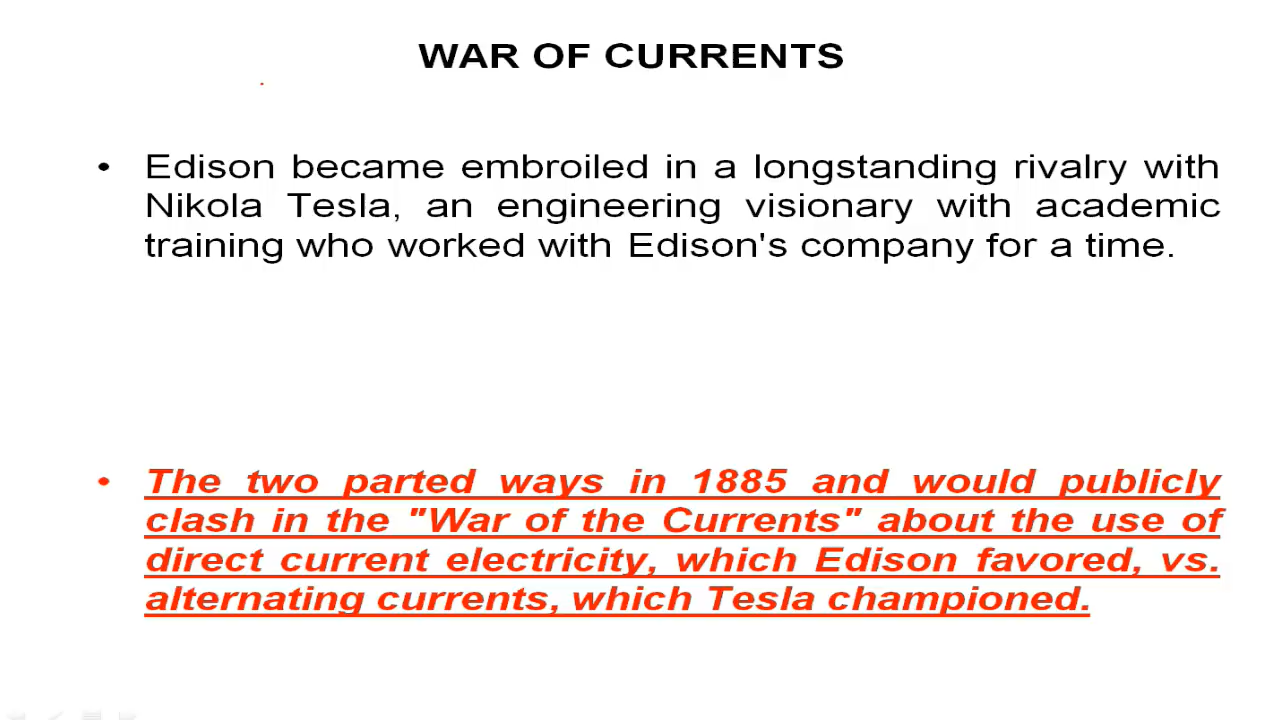 WAR OF CURRENTS
• Edison became embroiled in a longstanding rivalry with
Nikola Tesla, an engineering visionary with academic
training who worked with Edison's company for a time.
• The two parted ways in 1885 and would publicly
clash in the "War of the Currents" about the use of
direct current electricity, which Edison favored, vs.
alternating currents, which Tesla championed.